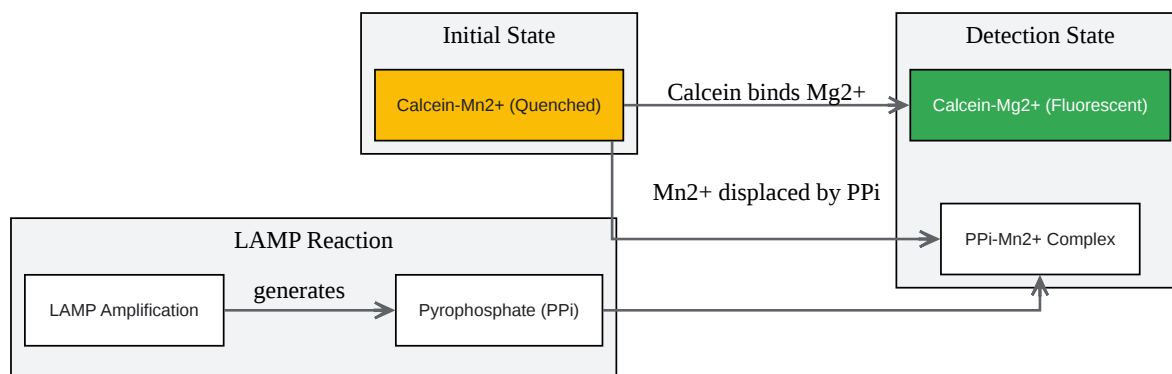 Initial State
Detection State
Calcein-Mn2+ (Quenched)
Calcein binds Mg2+
Calcein-Mg2+ (Fluorescent)
Mn2+ displaced by PPi
LAMP Reaction
PPi-Mn2+ Complex
LAMP Amplification
generates
Pyrophosphate (PPi)